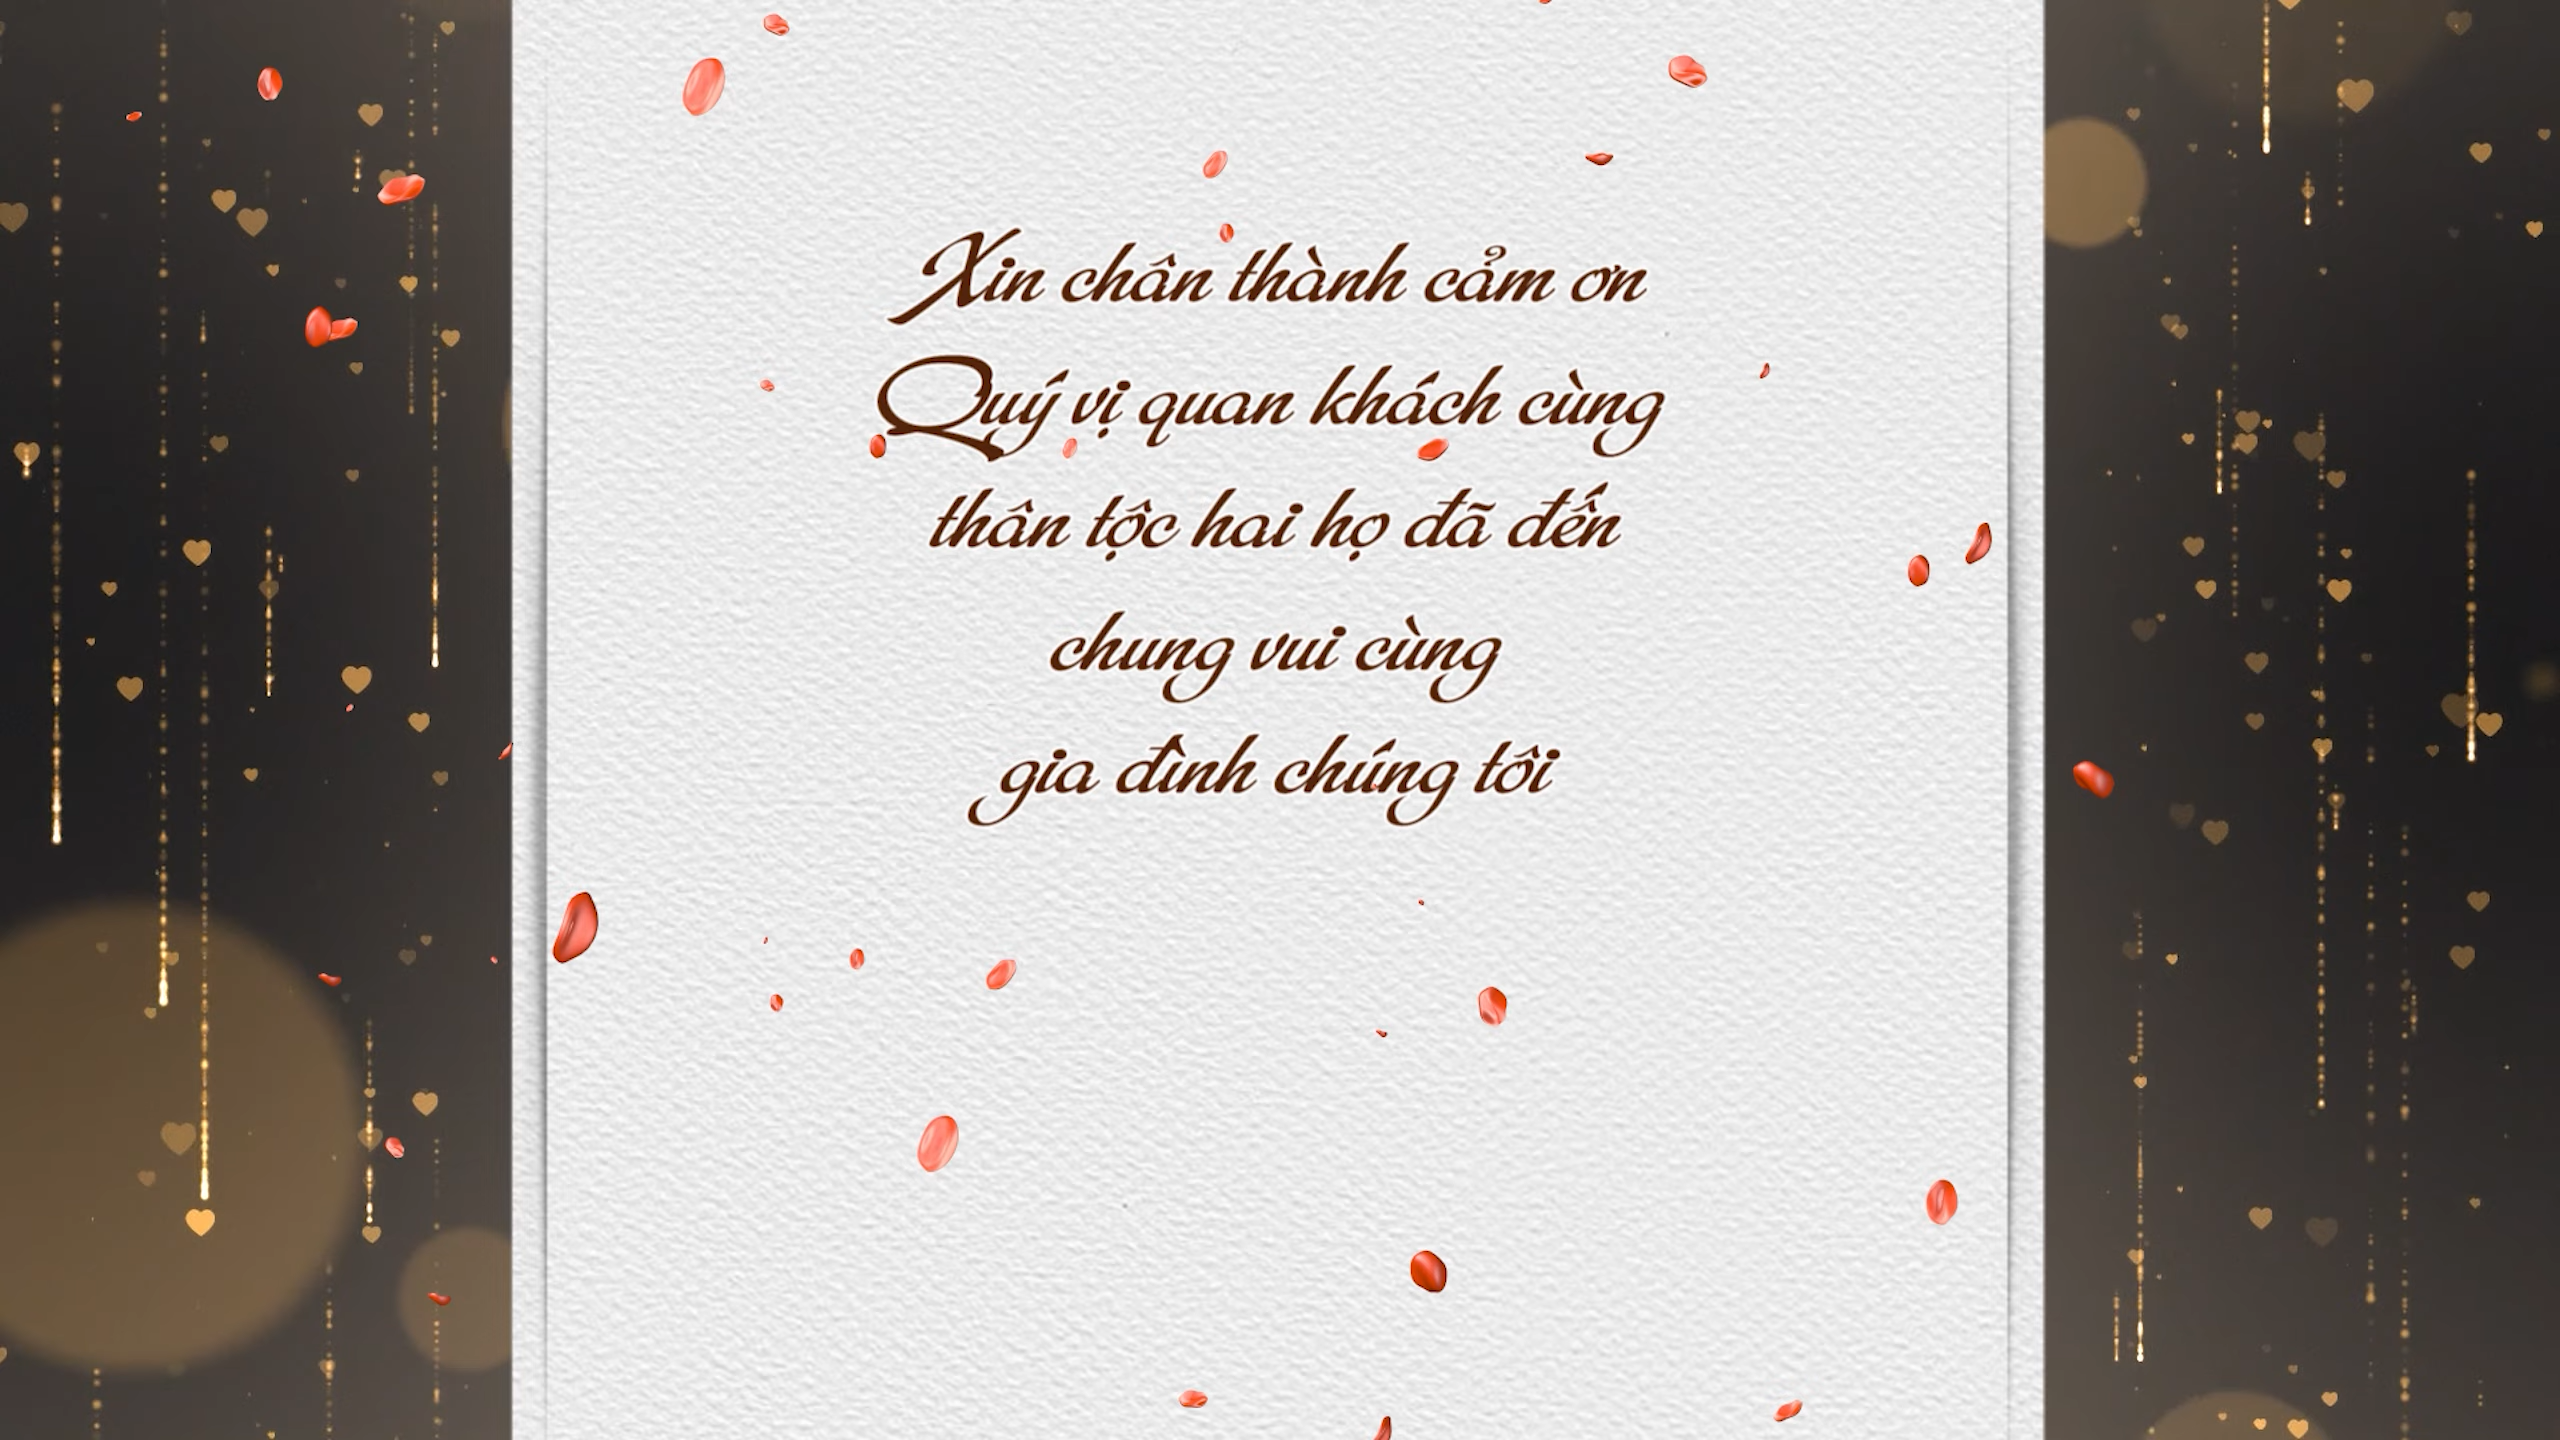 Xin chân thành cảm ơn
Quý vị quan khách cùng
thân tộc hai họ đã đến
chung vui cùng
gia đình chúng tôi